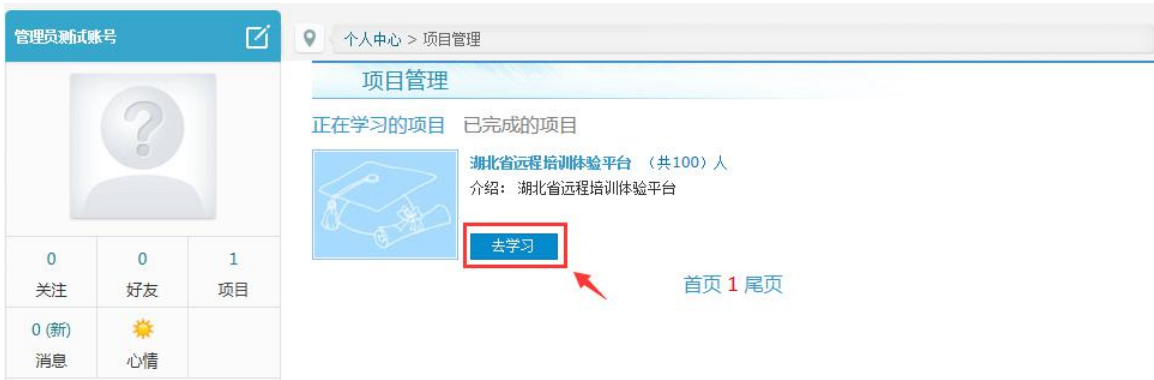 管理员测试账号
个人中心 > 项目管理
项目管理
正在学习的项目 已完成的项目
湖北省远程培训体验平台 （共100）人
介绍： 湖北省远程培训体验平台
去学习
首页 1 尾页
0 0 1
关注 好友 项目
0 (新)
消息 心情